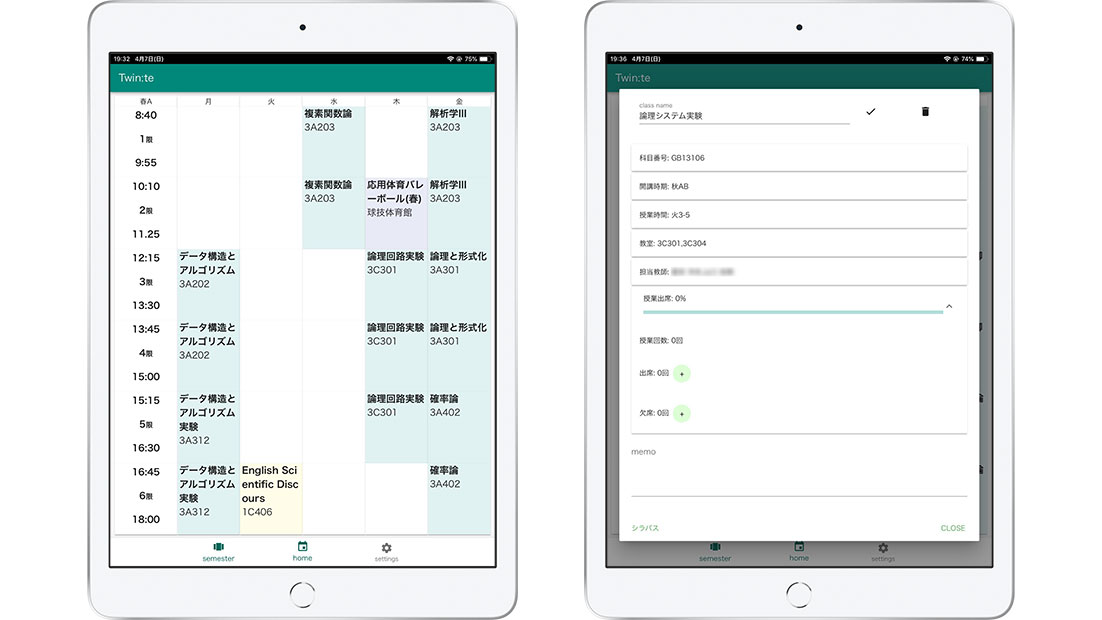 19:32 4月7日(日)
75%
Twin:te
春A 月 火 水 木 金
8:40
1限
9:55
複素関数論
3A203
解析学III
3A203
10:10
2限
11.25
複素関数論
3A203
応用体育バレ
ーボール(春)
球技体育館
解析学III
3A203
12:15
3限
13:30
データ構造と
アルゴリズム
3A202
論理回路実験
3C301
論理と形式化
3A301
13:45
4限
15:00
データ構造と
アルゴリズム
3A202
論理回路実験
3C301
論理と形式化
3A301
15:15
5限
16:30
データ構造と
アルゴリズム
実験
3A312
論理回路実験
3C301
確率論
3A402
16:45
6限
18:00
データ構造と
アルゴリズム
実験
3A312
English Sci
entific Disc
ours
1C406
確率論
3A402
semester home settings
19:36 4月7日(日)
74%
Twin:te
class name
論理システム実験
科目番号: GB13106
開講時期: 秋AB
授業時間: 火3-5
教室: 3C301,3C304
担当教師:
授業出席: 0%
授業回数: 0回
出席: 0回 +
欠席: 0回 +
memo
シラバス CLOSE
semester home settings